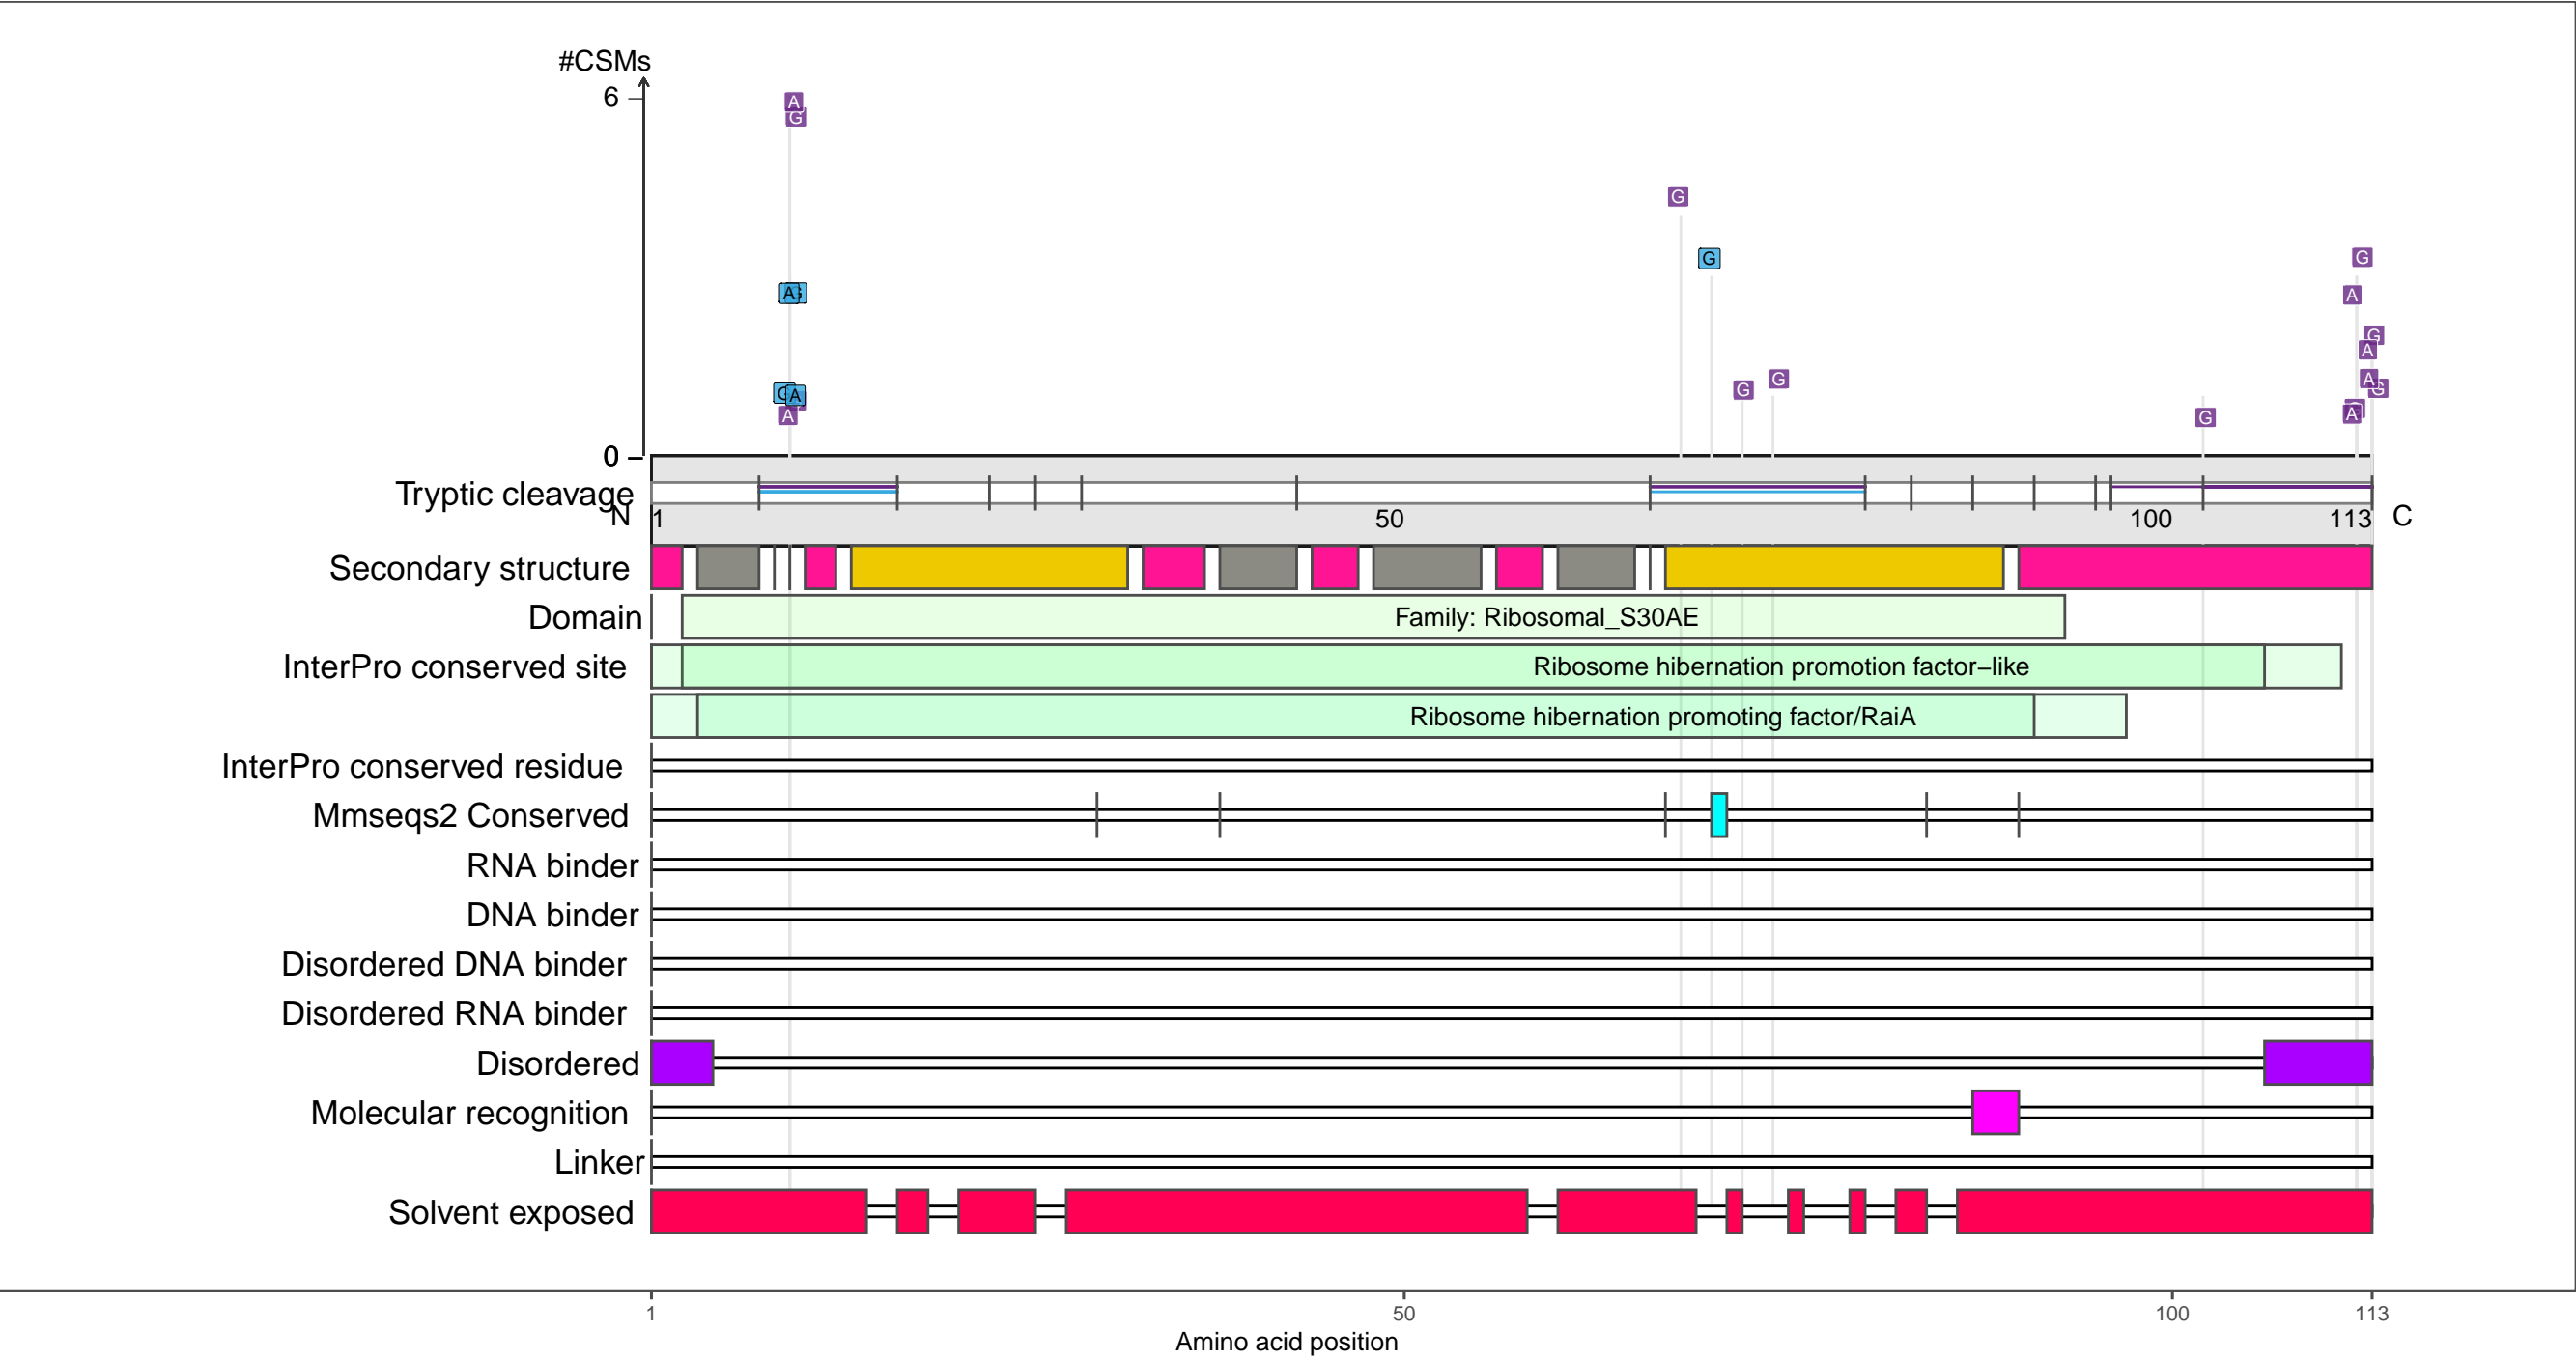 #CSMs
6
A
G
G
G
G
A
A
G
G
A
G
G
A
A
G
A
G
A
0
Tryptic cleavage
N 1 50 100 113 C
Secondary structure
Domain Family: Ribosomal_S30AE
InterPro conserved site Ribosome hibernation promotion factor–like
Ribosome hibernation promoting factor/RaiA
InterPro conserved residue
Mmseqs2 Conserved
RNA binder
DNA binder
Disordered DNA binder
Disordered RNA binder
Disordered
Molecular recognition
Linker
Solvent exposed
1 50 100 113
Amino acid position